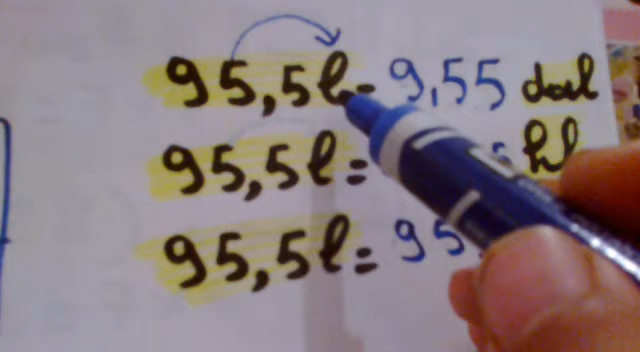 95,5l = 9,55 dal
95,5l = hl
95,5l = 95